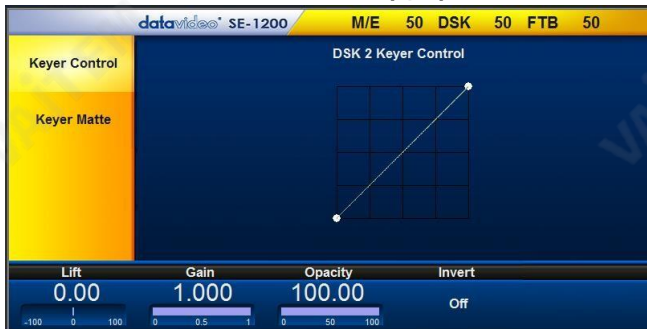 datavideo SE-1200 M/E 50 DSK 50 FTB 50
Keyer Control
DSK 2 Keyer Control
Keyer Matte
Lift Gain Opacity Invert
0.00 1.000 100.00 Off
-100 0 100 0 0.5 1 0 50 100